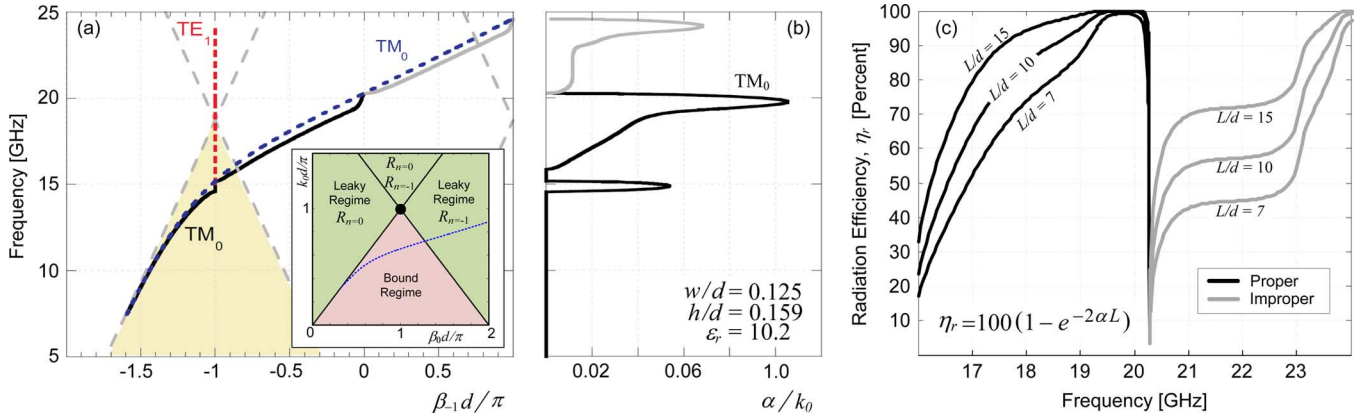 (a)
TE1
TM0
TM0
25
20
15
10
5
Frequency [GHz]
-1.5
-1
-0.5
0
0.5
β-1d/π
k0d/π
1
Leaky
Regime
Rn=0
Rn=0
Rn=-1
Leaky
Regime
Rn=-1
Bound
Regime
1
β0d/π
2
(b)
TM0
w/d = 0.125
h/d = 0.159
εr = 10.2
0.02
0.06
1.0
α/k0
(c)
Radiation Efficiency, ηr [Percent]
100
90
80
70
60
50
40
100
20
10
L/d = 15
L/d = 10
L/d = 7
L/d = 15
L/d = 10
L/d = 7
Proper
Improper
ηr=100(1−e−2αL)
17
18
19
20
21
22
23
Frequency [GHz]